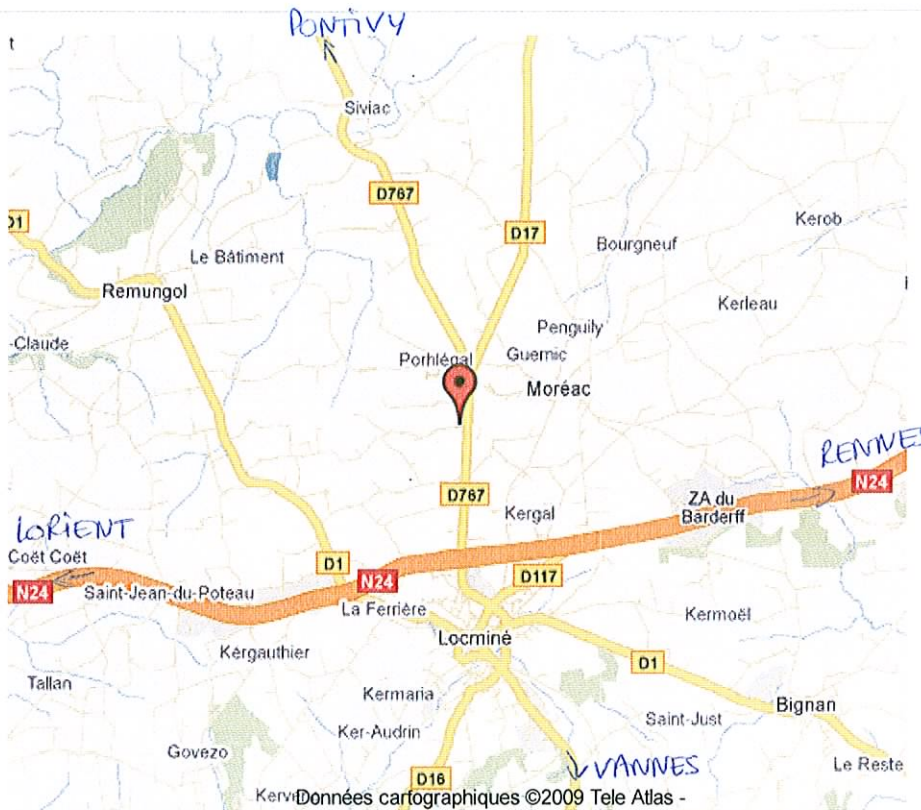 PONTIVY
t
Siviac
D767
D17
Kerob
Bourgneuf
D1
Le Bâtiment
Remungol
Kerleau
i
Penguily
-Claude
Porhlégal
Guernic
Moréac
RENNES
N24
D767
ZA du
Barderff
Kergal
LORIENT
Coët Coët
D1
N24
D117
N24
Saint-Jean-du-Poteau
La Ferrière
Kermoël
Locminé
Kérgauthier
D1
Tallan
Kermaria
Bignan
Saint-Just
Ker-Audrin
Govezo
VANNES
Le Reste
D16
Données cartographiques ©2009 Tele Atlas -